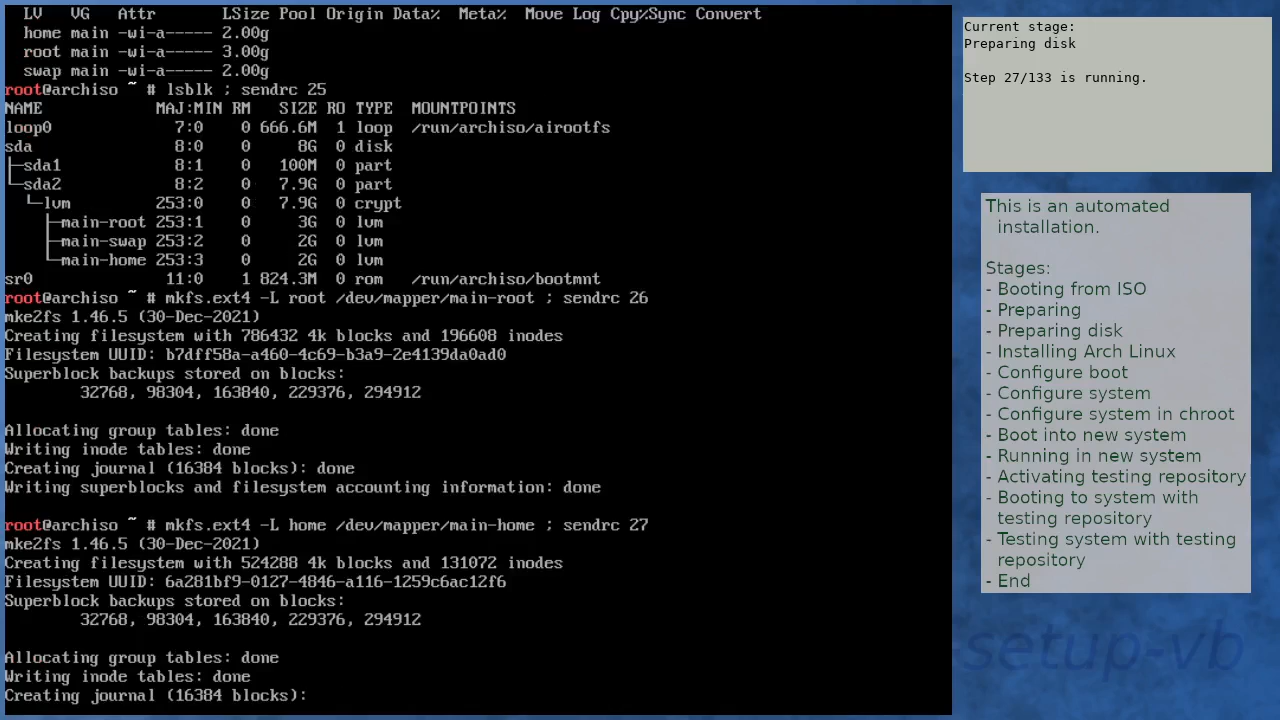 LV   VG   Attr       LSize Pool Origin Data%  Meta%  Move Log Cpy%Sync Convert
  home main -wi-a----- 2.00g
  root main -wi-a----- 3.00g
  swap main -wi-a----- 2.00g
root@archiso ~ # lsblk ; sendrc 25
NAME            MAJ:MIN RM   SIZE RO TYPE  MOUNTPOINTS
loop0             7:0    0 666.6M  1 loop  /run/archiso/airootfs
sda               8:0    0     8G  0 disk
├─sda1            8:1    0   100M  0 part
└─sda2            8:2    0   7.9G  0 part
  └─lvm         253:0    0   7.9G  0 crypt
    ├─main-root 253:1    0     3G  0 lvm
    ├─main-swap 253:2    0     2G  0 lvm
    └─main-home 253:3    0     2G  0 lvm
sr0              11:0    1 824.3M  0 rom   /run/archiso/bootmnt
root@archiso ~ # mkfs.ext4 -L root /dev/mapper/main-root ; sendrc 26
mke2fs 1.46.5 (30-Dec-2021)
Creating filesystem with 786432 4k blocks and 196608 inodes
Filesystem UUID: b7dff58a-a460-4c69-b3a9-2e4139da0ad0
Superblock backups stored on blocks:
        32768, 98304, 163840, 229376, 294912

Allocating group tables: done
Writing inode tables: done
Creating journal (16384 blocks): done
Writing superblocks and filesystem accounting information: done

root@archiso ~ # mkfs.ext4 -L home /dev/mapper/main-home ; sendrc 27
mke2fs 1.46.5 (30-Dec-2021)
Creating filesystem with 524288 4k blocks and 131072 inodes
Filesystem UUID: 6a281bf9-0127-4846-a116-1259c6ac12f6
Superblock backups stored on blocks:
        32768, 98304, 163840, 229376, 294912

Allocating group tables: done
Writing inode tables: done
Creating journal (16384 blocks):
Current stage:
Preparing disk

Step 27/133 is running.
This is an automated
installation.

Stages:
- Booting from ISO
- Preparing
- Preparing disk
- Installing Arch Linux
- Configure boot
- Configure system
- Configure system in chroot
- Boot into new system
- Running in new system
- Activating testing repository
- Booting to system with
testing repository
- Testing system with testing
repository
- End
-setup-vb